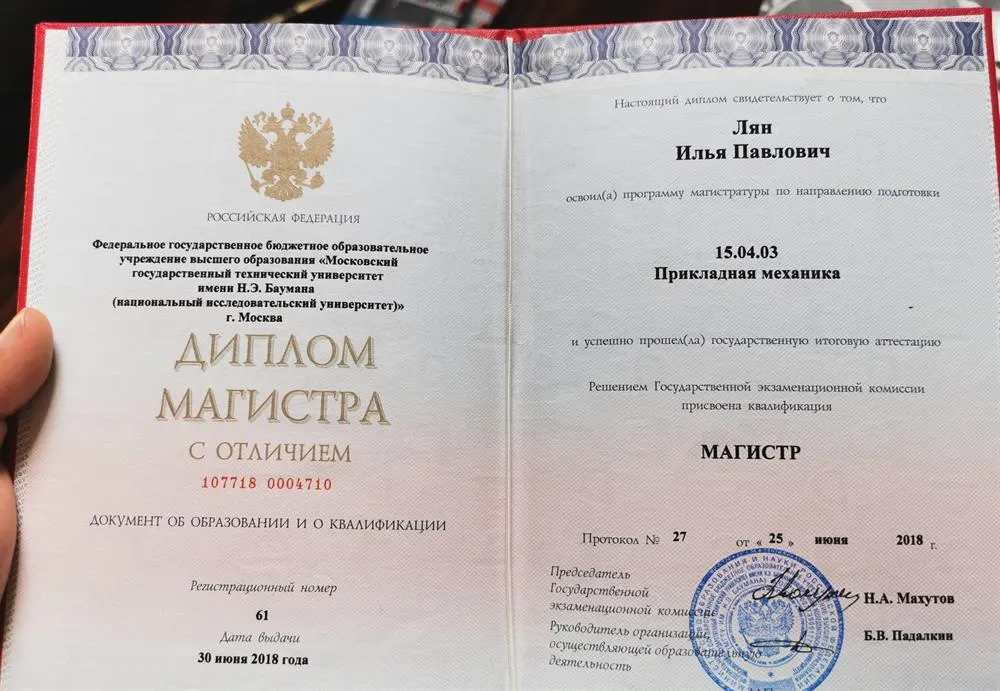 РОССИЙСКАЯ ФЕДЕРАЦИЯ
Федеральное государственное бюджетное образовательное
учреждение высшего образования «Московский
государственный технический университет
имени Н.Э. Баумана
(национальный исследовательский университет)»
г. Москва
ДИПЛОМ
МАГИСТРА
С ОТЛИЧИЕМ
107718 0004710
ДОКУМЕНТ ОБ ОБРАЗОВАНИИ И О КВАЛИФИКАЦИИ
Регистрационный номер
61
Дата выдачи
30 июня 2018 года
Настоящий диплом свидетельствует о том, что
Лян
Илья Павлович
освоил(а) программу магистратуры по направлению подготовки
15.04.03
Прикладная механика
и успешно прошел(ла) государственную итоговую аттестацию
Решением Государственной экзаменационной комиссии
присвоена квалификация
МАГИСТР
Протокол № 27 от « 25 » июня 2018 г.
Председатель
Государственной
экзаменационной комиссии
Н.А. Махутов
Руководитель организации,
осуществляющей образовательную
деятельность
Б.В. Падалкин